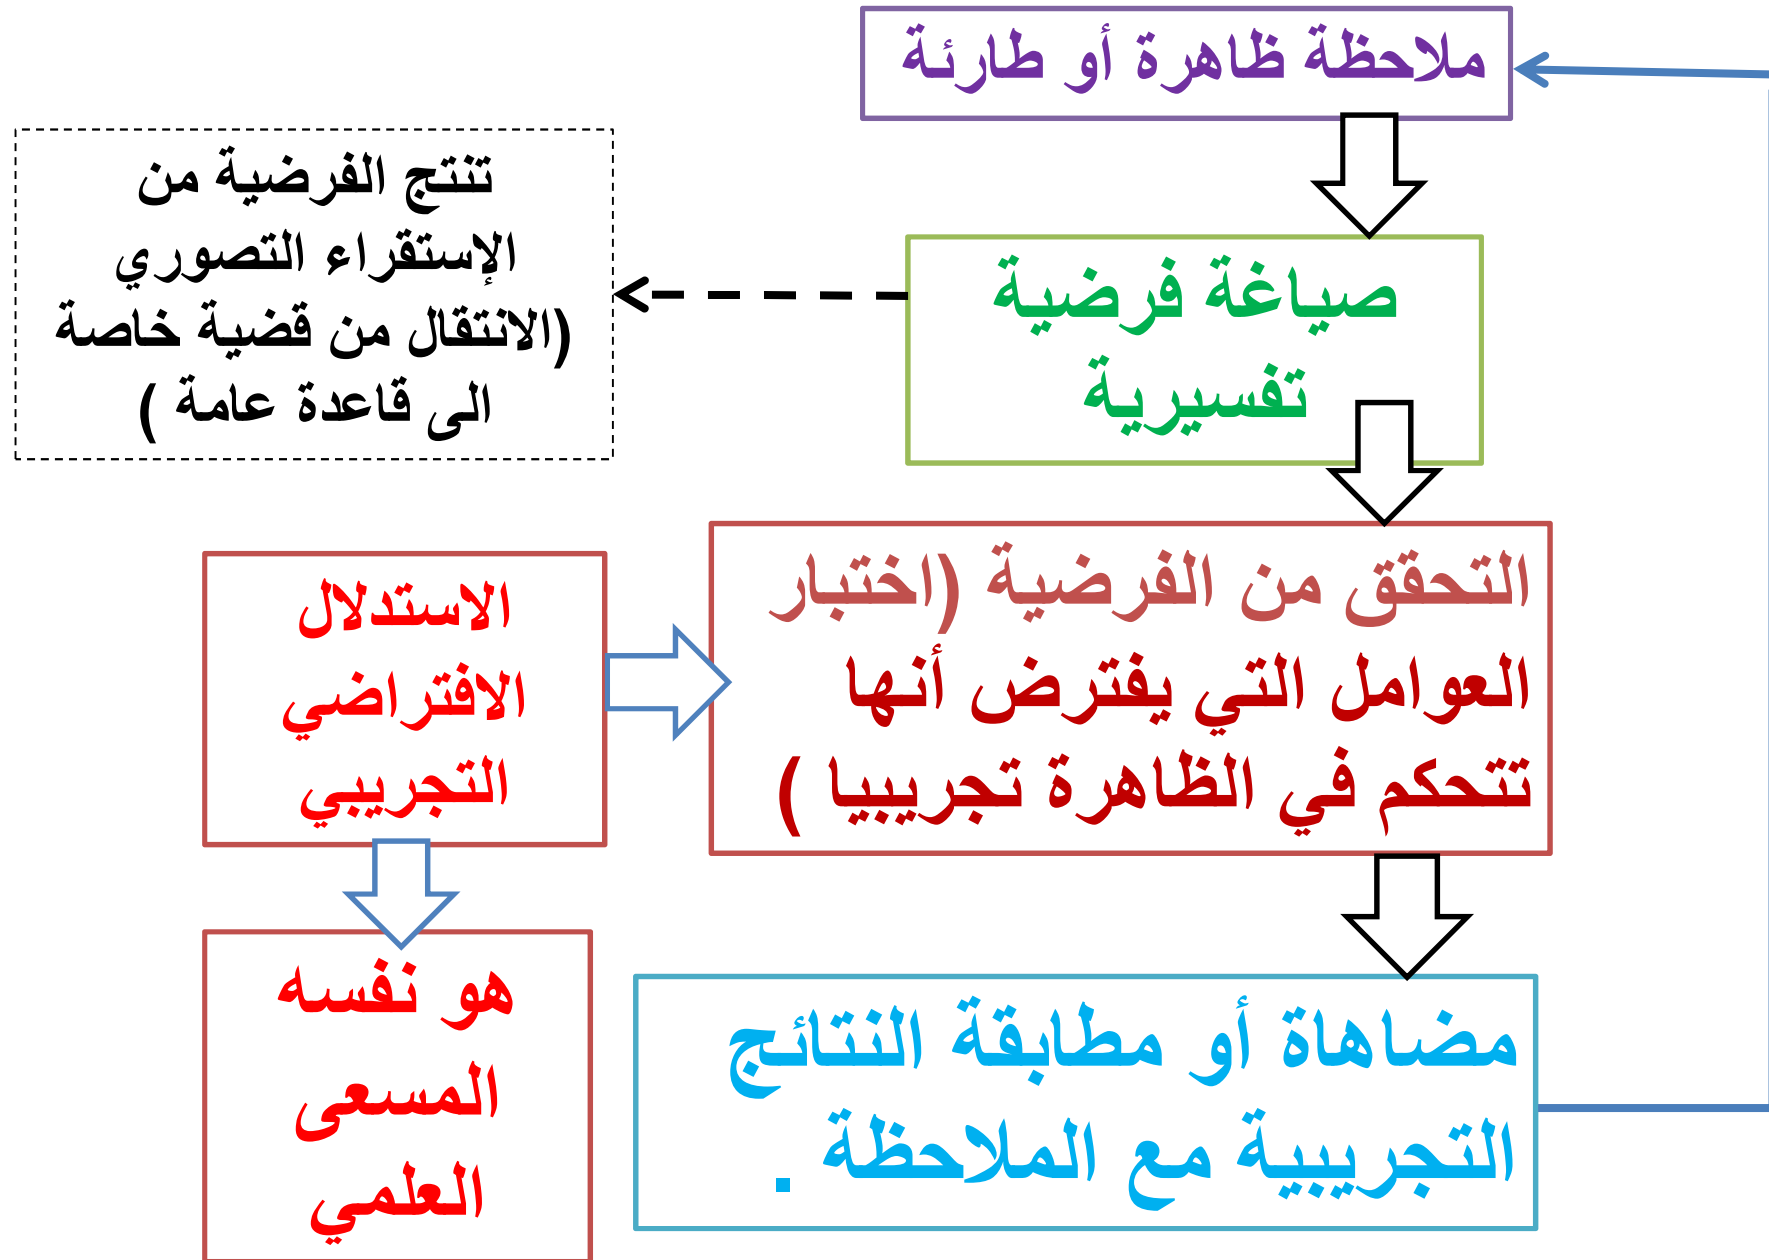 ملاحظة ظاهرة أو طارئة
صياغة فرضية
تفسيرية
تنتج الفرضية من
الإستقراء التصوري
(الانتقال من قضية خاصة
الى قاعدة عامة )
التحقق من الفرضية (اختبار
العوامل التي يفترض أنها
تتحكم في الظاهرة تجريبيا )
الاستدلال
الافتراضي
التجريبي
هو نفسه
المسعى
العلمي
مضاهاة أو مطابقة النتائج
التجريبية مع الملاحظة .